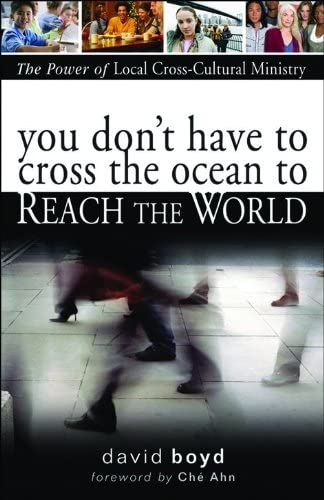 The Power of Local Cross-Cultural Ministry
you don't have to
cross the ocean to
REACH THE WORLD
david boyd
foreword by Ché Ahn